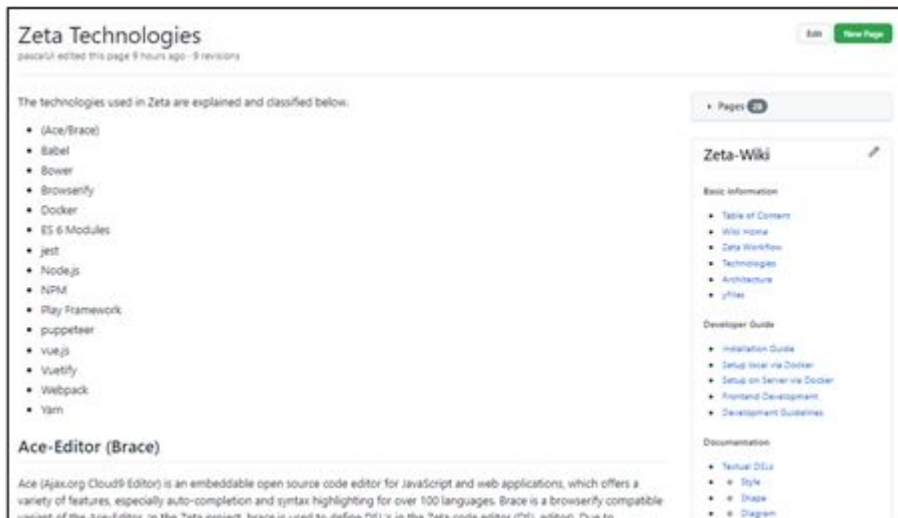 Zeta Technologies
pascalUI edited this page 9 hours ago · 9 revisions
Edit
New Page
The technologies used in Zeta are explained and classified below.
(Ace/Brace)
Babel
Bower
Browserify
Docker
ES 6 Modules
jest
Node.js
NPM
Play Framework
puppeteer
vue.js
Vuetify
Webpack
Yarn
Ace-Editor (Brace)
Ace (Ajax.org Cloud9 Editor) is an embeddable open source code editor for JavaScript and web applications, which offers a
variety of features, especially auto-completion and syntax highlighting for over 100 languages. Brace is a browserify compatible
variant of the Ace-Editor. In the Zeta project, brace is used to define DSL's in the Zeta code editor (DSL editor). Due to
Pages
Zeta-Wiki
Basic Information
Table of Content
Wiki Home
Zeta Workflow
Technologies
Architecture
yFiles
Developer Guide
Installation Guide
Setup local via Docker
Setup on Server via Docker
Frontend Development
Development Guidelines
Documentation
Textual DSLs
Style
Shape
Diagram